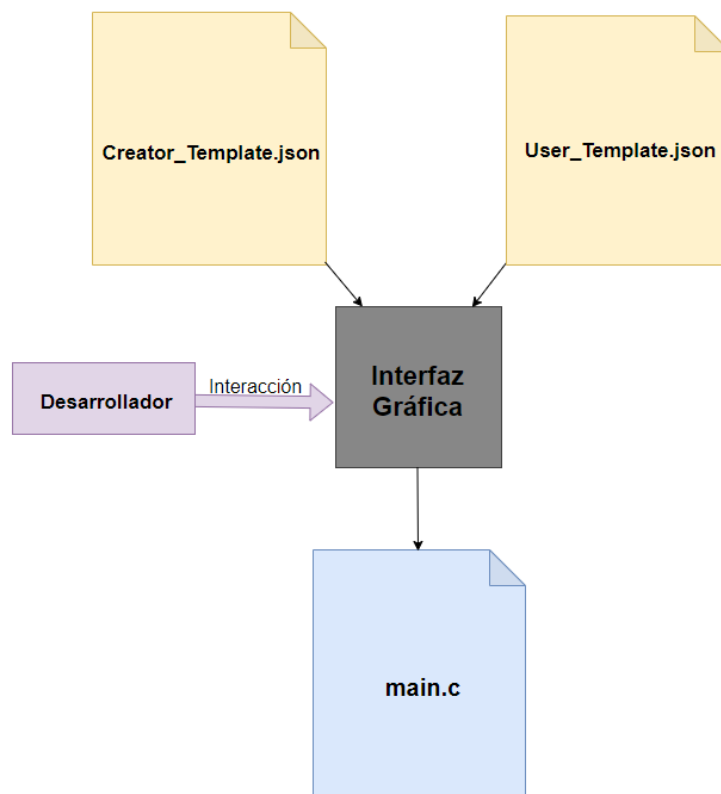 Creator_Template.json
User_Template.json
Interfaz
Gráfica
Desarrollador
Interacción
main.c